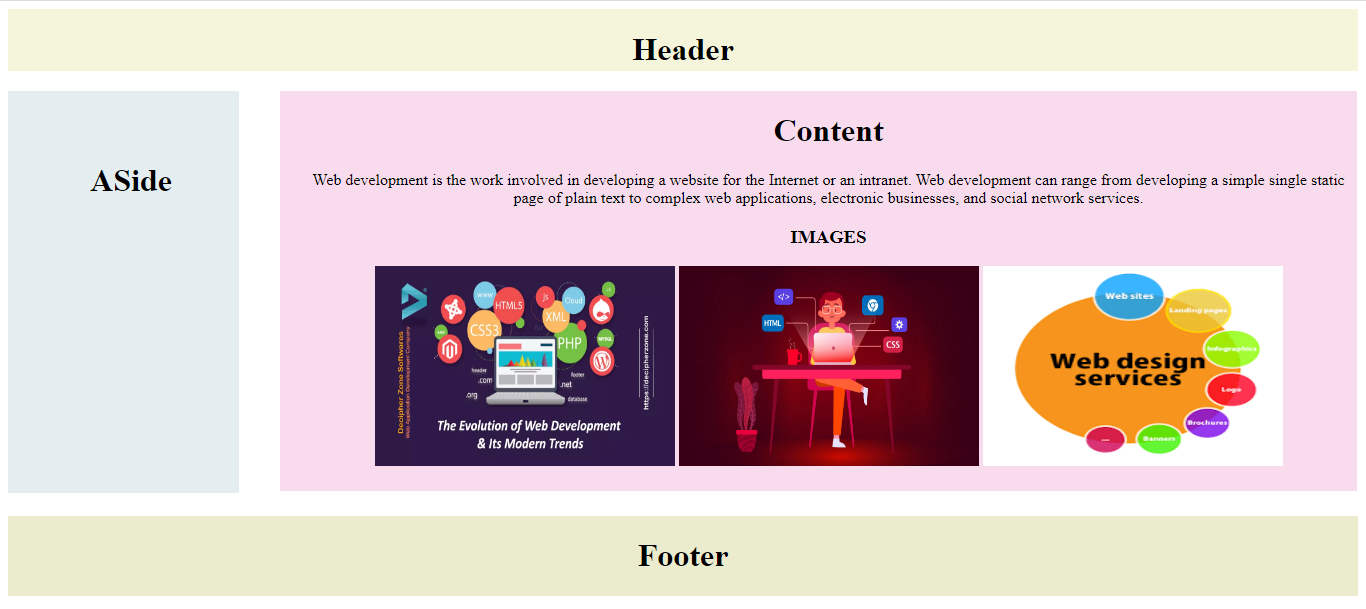 Header
ASide
Content
Web development is the work involved in developing a website for the Internet or an intranet. Web development can range from developing a simple single static
page of plain text to complex web applications, electronic businesses, and social network services.
IMAGES
Decipher Zone Softwares
Web Application Development Company
WWW
HTML5
CSS3
js
Cloud
XML
PHP
MYSQL
header
.com
.org
footer
.net
database
https://decipherzone.com
The Evolution of Web Development
& Its Modern Trends
</>
HTML
CSS
Web sites
Landing pages
Infographics
Logo
Brochures
Banners
...
Web design
services
Footer